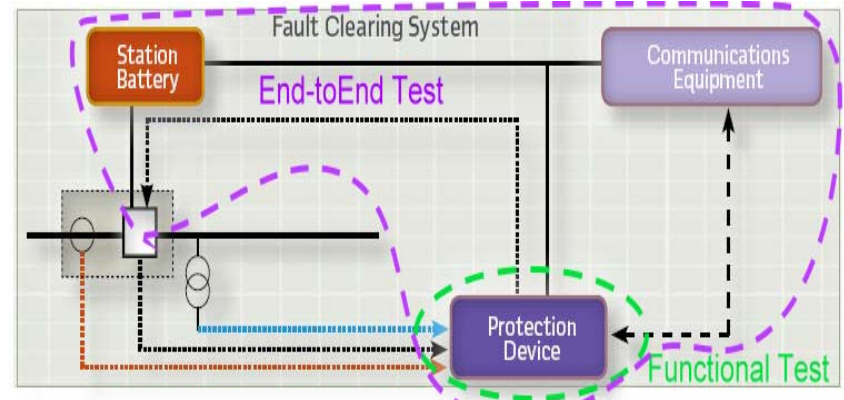 Fault Clearing System
Station
Battery
Communications
Equipment
End-toEnd Test
Protection
Device
Functional Test